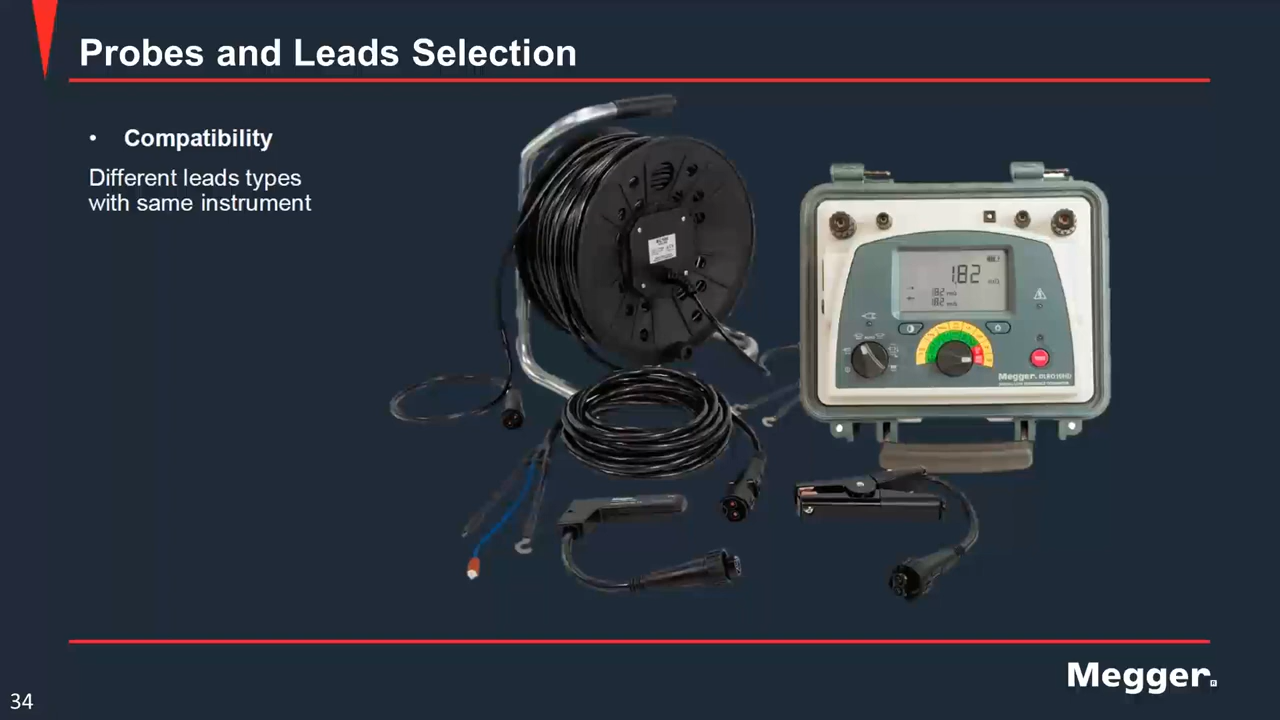 Probes and Leads Selection
• Compatibility
Different leads types
with same instrument
1.82
Megger.
Megger.
34